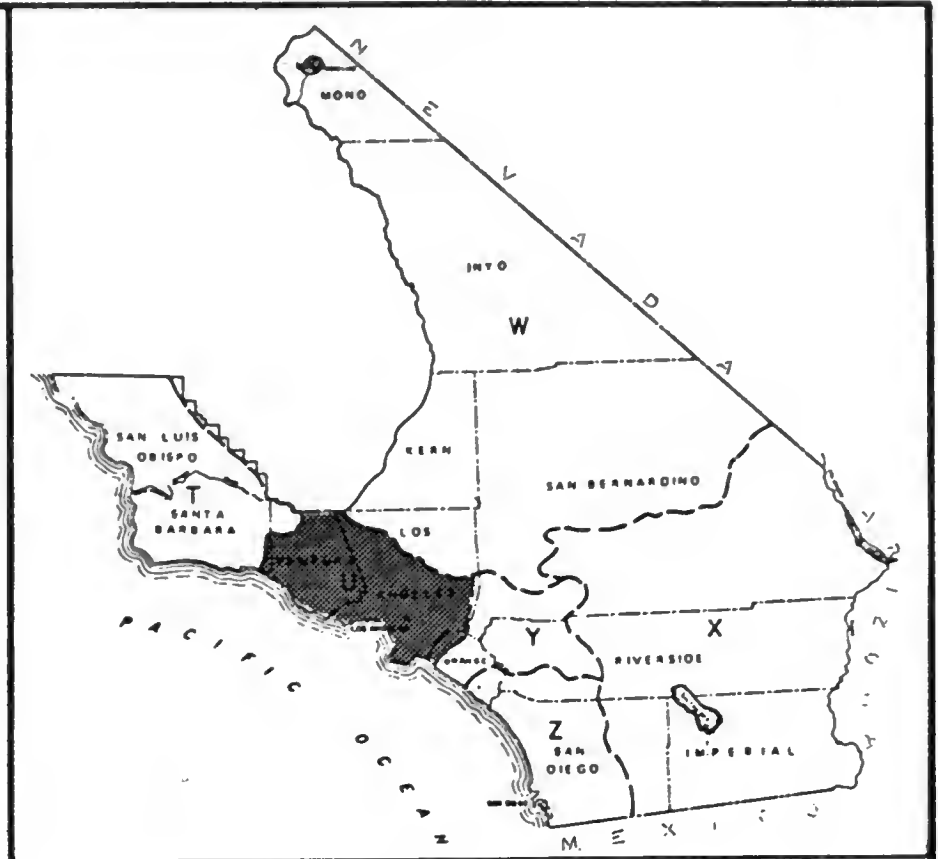 NEVADA
MONO
INYO
W
KERN
SAN LUIS
OBISPO
T
SANTA
BARBARA
SAN BERNARDINO
LOS
ANGELES
PACIFIC OCEAN
Y
X
ORANGE
RIVERSIDE
Z
SAN
DIEGO
IMPERIAL
MEXICO